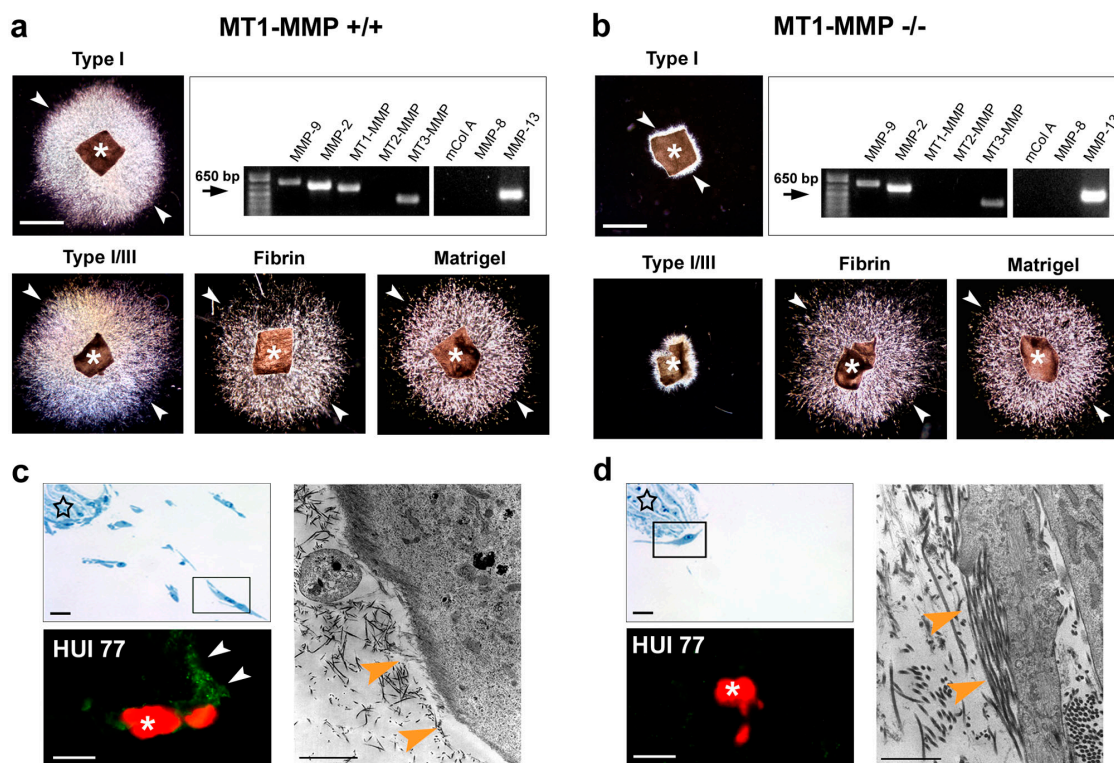 a
MT1-MMP +/+
Type I
MMP-9
MMP-2
MT1-MMP
MT2-MMP
MT3-MMP
mCol A
MMP-8
MMP-13
650 bp
*
Type I/III
Fibrin
Matrigel
*
*
*
b
MT1-MMP -/-
Type I
MMP-9
MMP-2
MT1-MMP
MT2-MMP
MT3-MMP
mCol A
MMP-8
MMP-13
650 bp
*
Type I/III
Fibrin
Matrigel
*
*
*
c
HUI 77
*
d
HUI 77
*